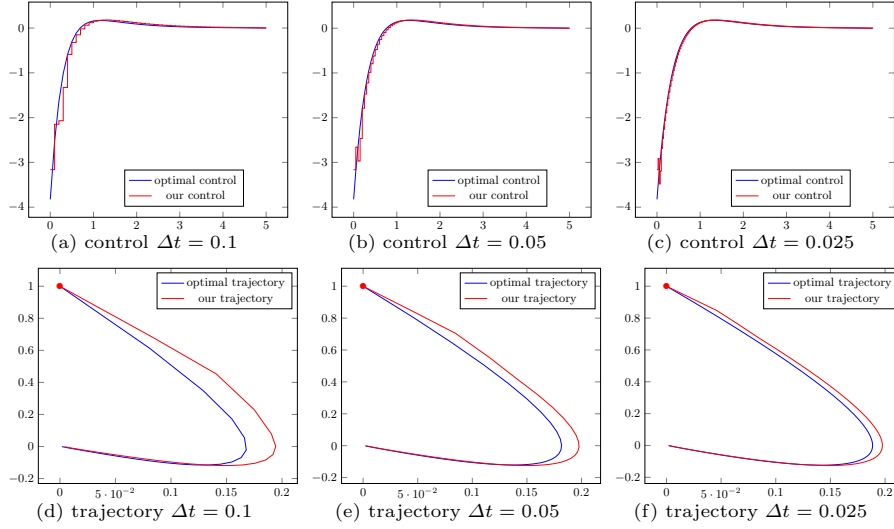 0
−1
−2
−3
−4
optimal control
our control
0 1 2 3 4 5
(a) control Δt = 0.1
0
−1
−2
−3
−4
optimal control
our control
0 1 2 3 4 5
(b) control Δt = 0.05
0
−1
−2
−3
−4
optimal control
our control
0 1 2 3 4 5
(c) control Δt = 0.025
optimal trajectory
our trajectory
1
0.8
0.6
0.4
0.2
0
−0.2
0 5 · 10⁻² 0.1 0.15 0.2
(d) trajectory Δt = 0.1
optimal trajectory
our trajectory
1
0.8
0.6
0.4
0.2
0
−0.2
0 5 · 10⁻² 0.1 0.15 0.2
(e) trajectory Δt = 0.05
optimal trajectory
our trajectory
1
0.8
0.6
0.4
0.2
0
−0.2
0 5 · 10⁻² 0.1 0.15 0.2
(f) trajectory Δt = 0.025